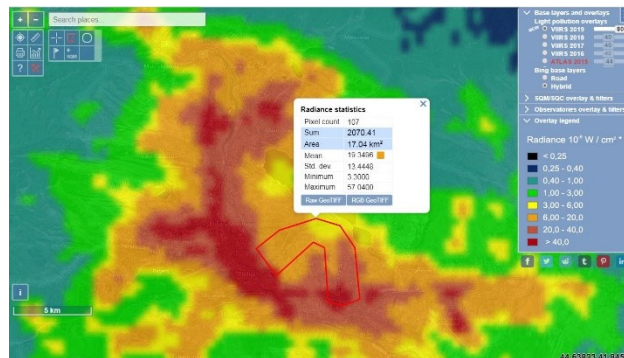 Search places...
Radiance statistics
Pixel count 107
Sum 2070.41
Area 17.04 km²
Mean 19.3496
Std. dev 13.4448
Minimum 3.3000
Maximum 57.0400
Raw GeoTIFF RGB GeoTIFF
Base layers and overlays
Light pollution overlays
VIIRS 2019
VIIRS 2018
VIIRS 2017
VIIRS 2016
ATLAS 2015
Bing base layers
Road
Hybrid
SQM/SQC overlay & filters
Observatories overlay & filters
Overlay legend
Radiance 10⁻⁹ W / cm² *
< 0,25
0,25 - 0,40
0,40 - 1,00
1,00 - 3,00
3,00 - 6,00
6,00 - 20,0
20,0 - 40,0
> 40,0
5 km